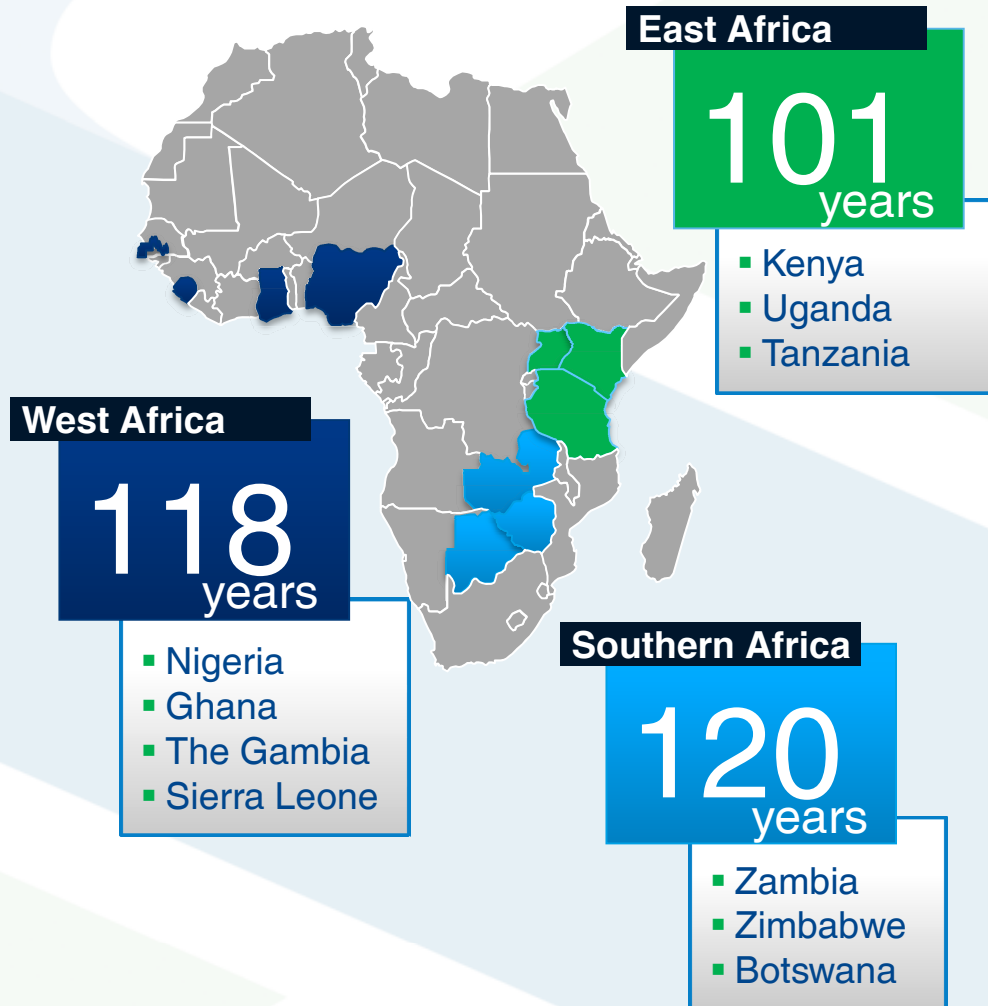 East Africa
101
years
Kenya
Uganda
Tanzania
West Africa
118
years
Nigeria
Ghana
The Gambia
Sierra Leone
Southern Africa
120
years
Zambia
Zimbabwe
Botswana